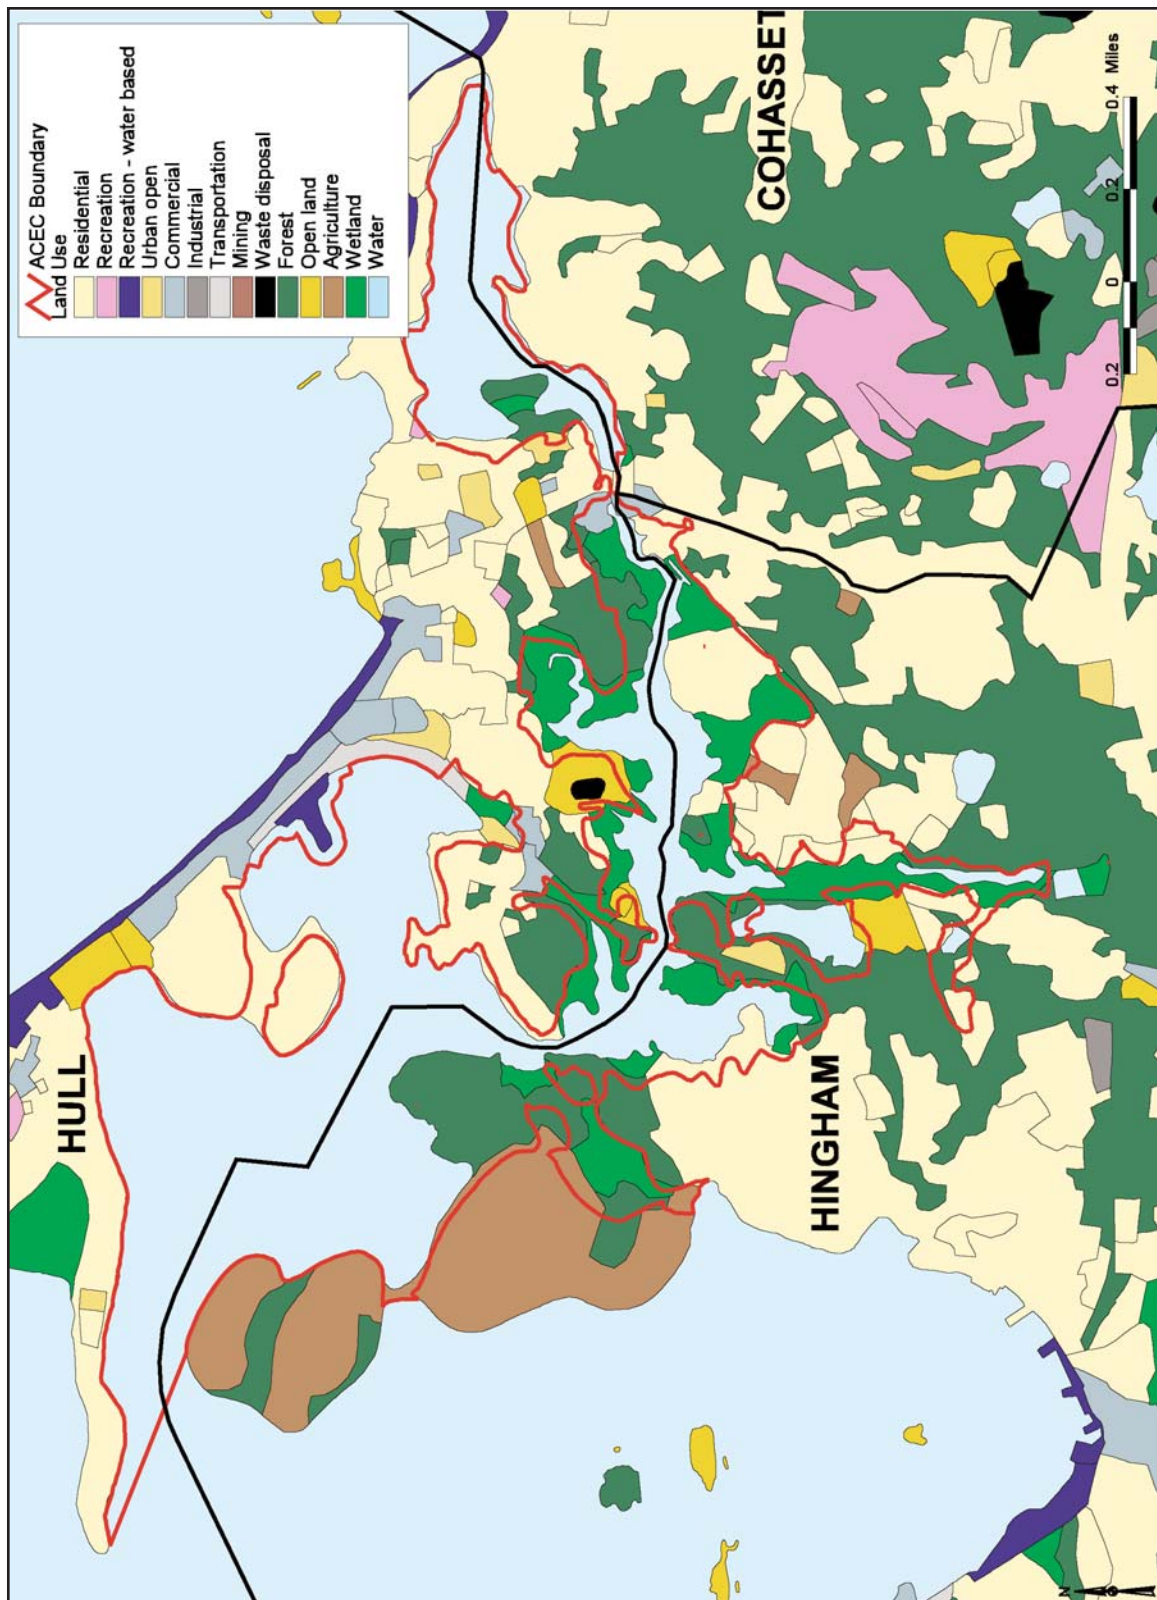 ACEC Boundary
Land Use
Residential
Recreation
Recreation - water based
Urban open
Commercial
Industrial
Transportation
Mining
Waste disposal
Forest
Open land
Agriculture
Wetland
Water
HULL
HINGHAM
COHASSET
0.2 0 0.2 0.4 Miles
N